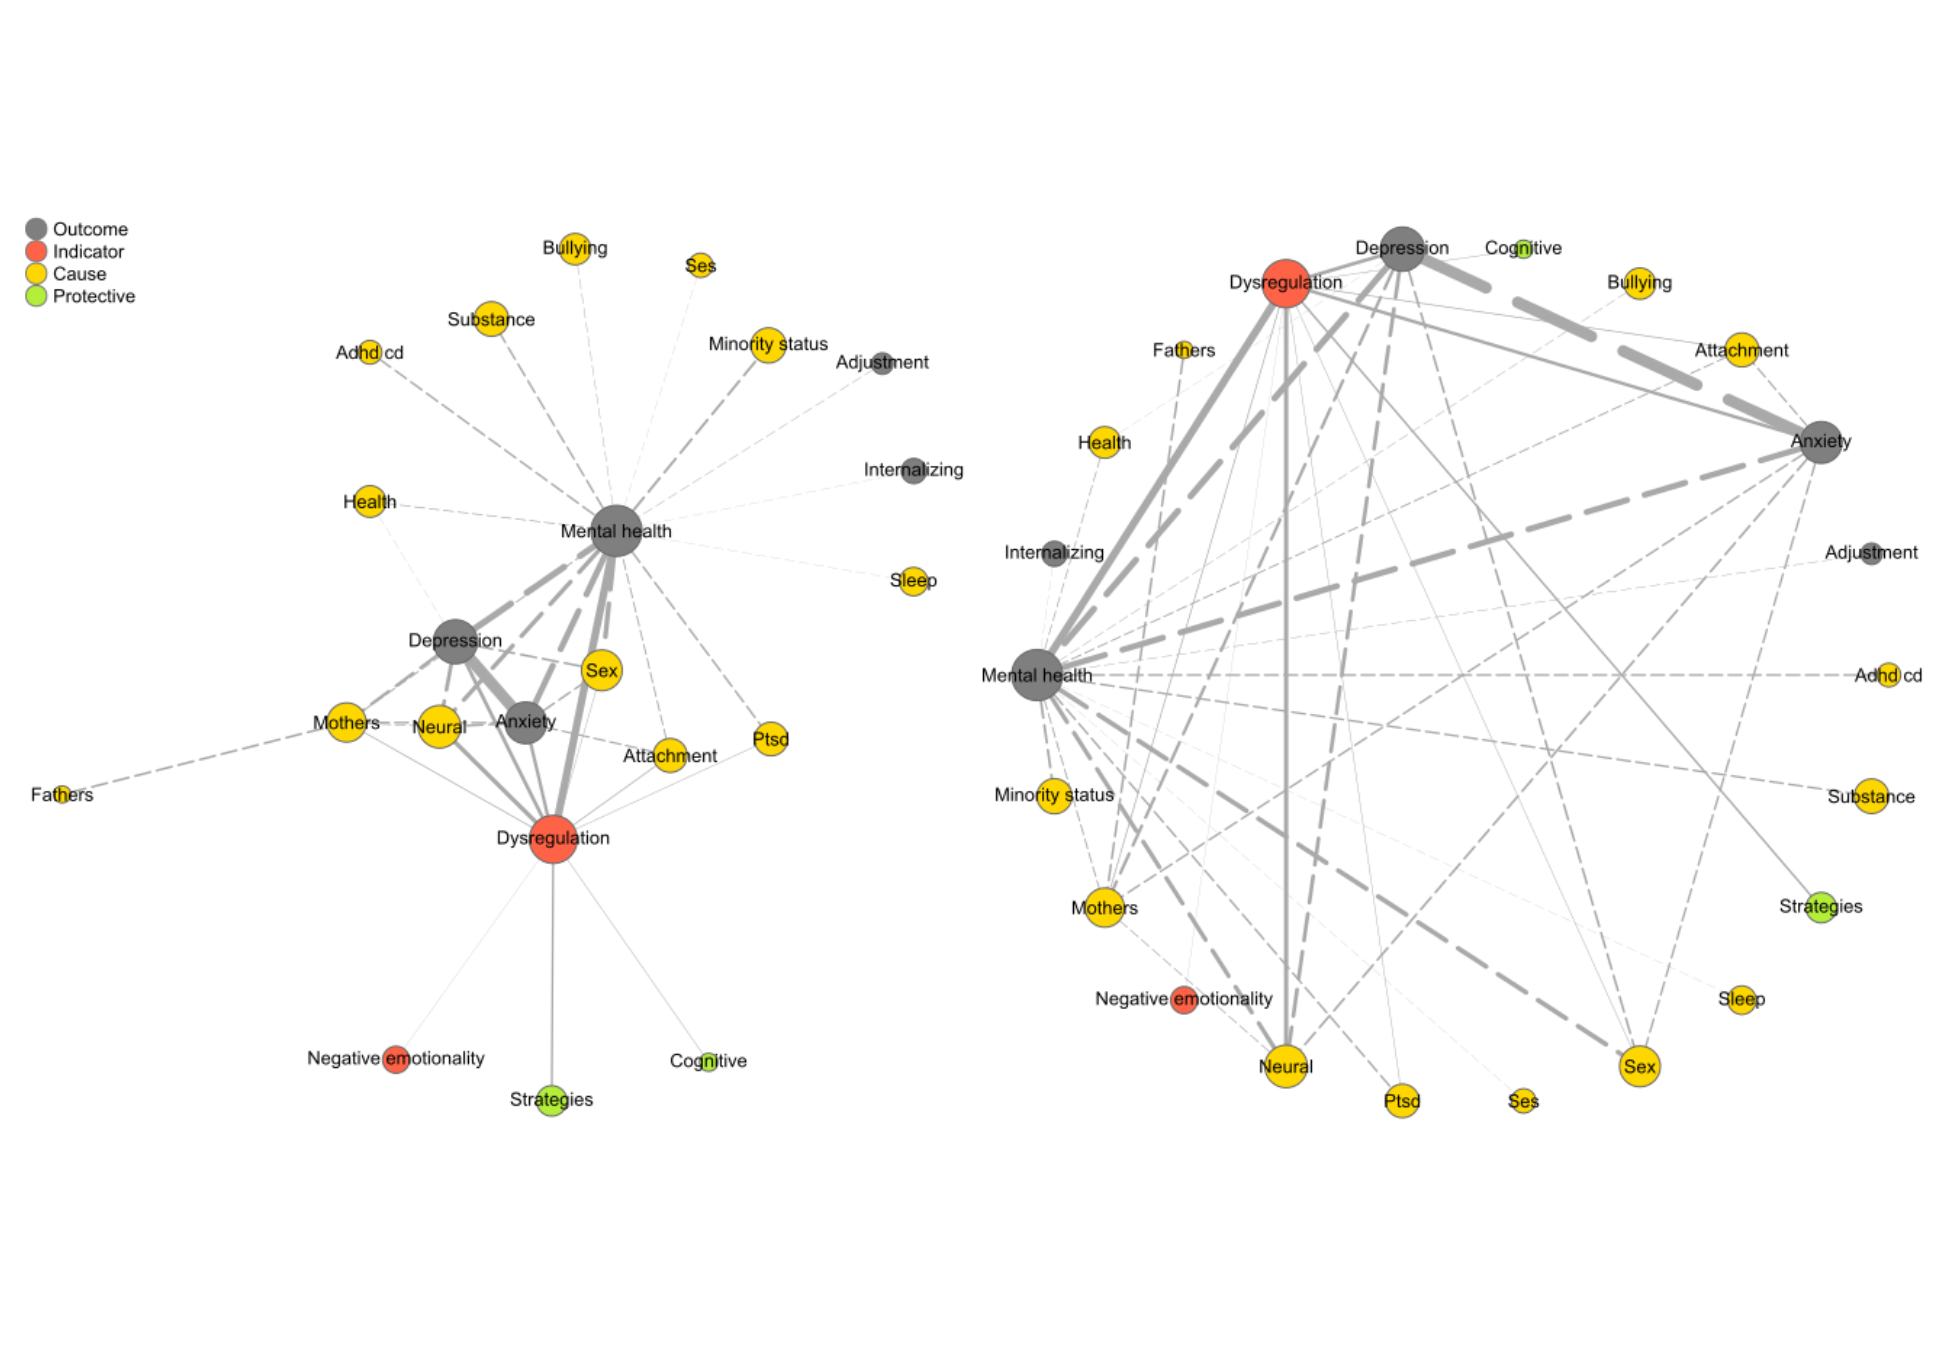 Outcome
Indicator
Cause
Protective
Bullying
Ses
Substance
Minority status
Adhd cd
Adjustment
Internalizing
Health
Mental health
Sleep
Depression
Sex
Mothers
Neural
Anxiety
Attachment
Ptsd
Fathers
Dysregulation
Negative emotionality
Cognitive
Strategies
Depression
Cognitive
Dysregulation
Bullying
Fathers
Attachment
Health
Anxiety
Internalizing
Adjustment
Mental health
Adhd cd
Minority status
Substance
Mothers
Strategies
Negative emotionality
Sleep
Neural
Sex
Ptsd
Ses